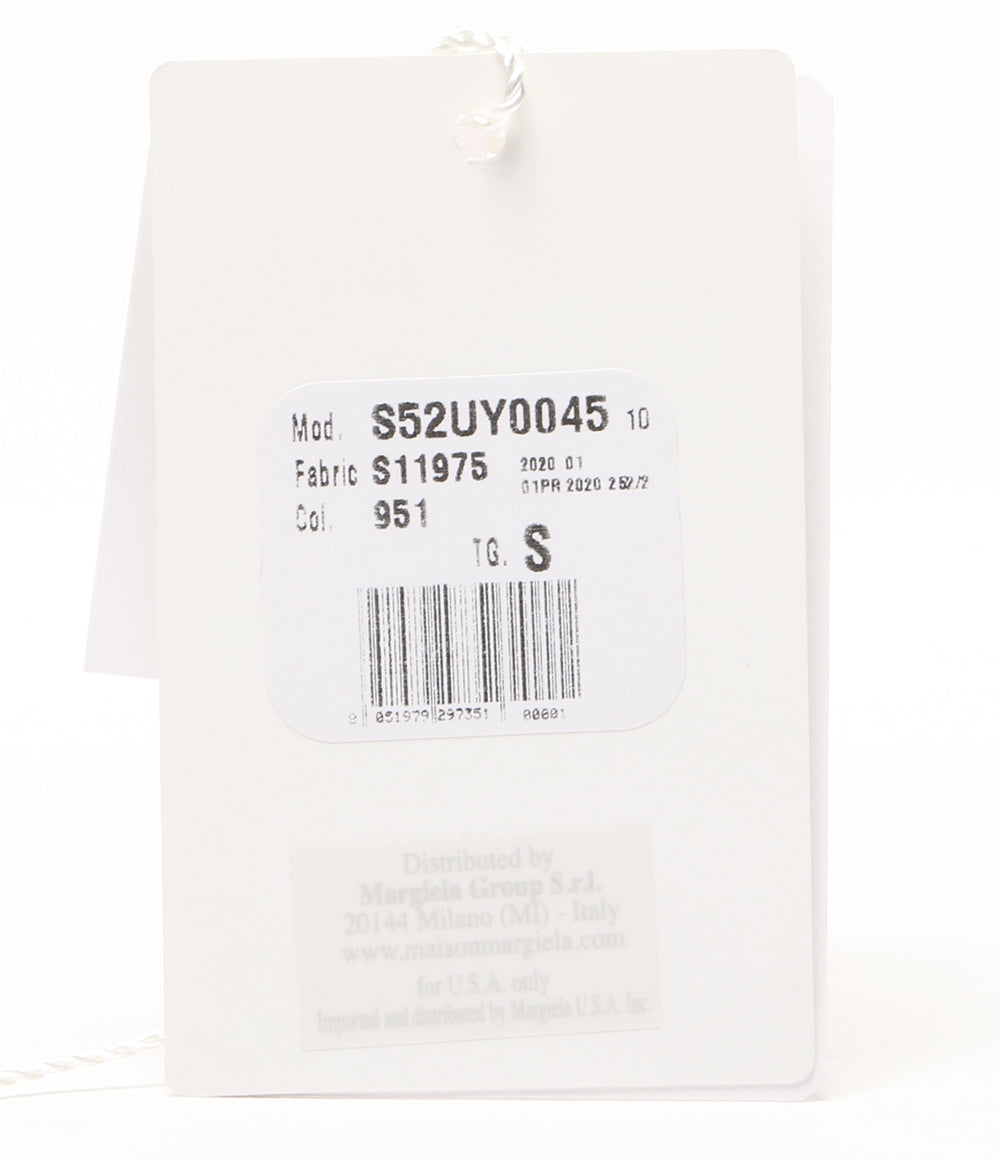 Mod. S52UY0045 10
Fabric S11975 2020 01
01PR 2020 252/2
Col. 951
TG. S
051979 297351 00001
Distributed by
Margiela Group S.r.l.
20144 Milano (MI) - Italy
www.maisonmargiela.com
for U.S.A. only
Imported and distributed by Margiela U.S.A. Inc.